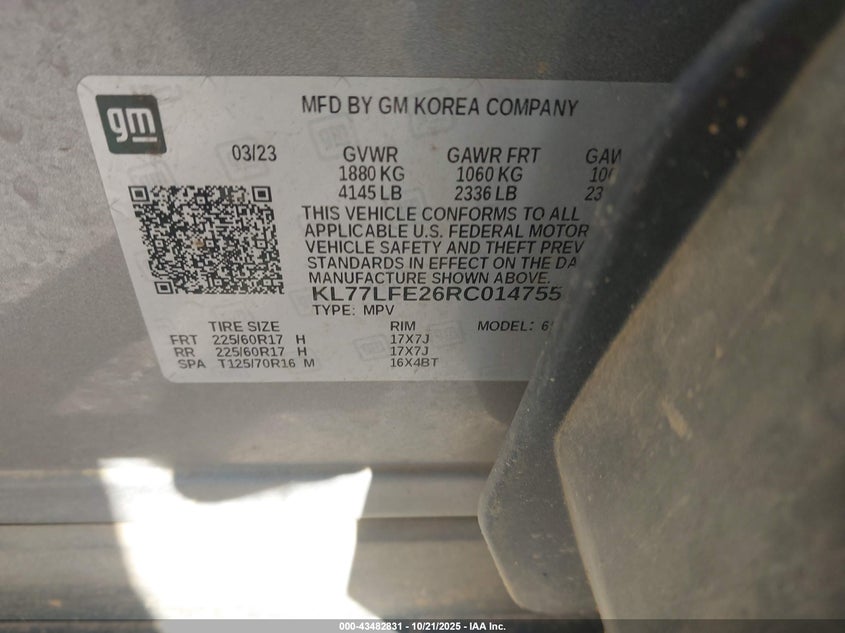 gm
MFD BY GM KOREA COMPANY
03/23 GVWR GAWR FRT
1880 KG 1060 KG
4145 LB 2336 LB
THIS VEHICLE CONFORMS TO ALL
APPLICABLE U.S. FEDERAL MOTOR
VEHICLE SAFETY AND THEFT
STANDARDS IN EFFECT ON THE
MANUFACTURE SHOWN ABOVE.
KL77LFE26RC014755
TYPE: MPV
TIRE SIZE RIM MODEL:
FRT 225/60R17 H 17X7J
RR 225/60R17 H 17X7J
SPA T125/70R16 M 16X4BT
000-43482831 - 10/21/2025 - IAA Inc.